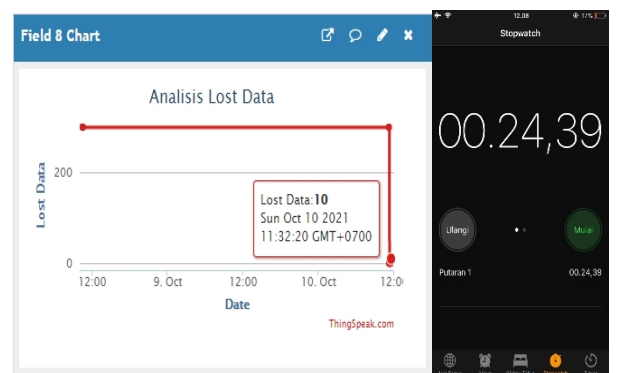 Field 8 Chart
Analisis Lost Data
Lost Data
200
0
Lost Data:10
Sun Oct 10 2021
11:32:20 GMT+0700
12:00
9. Oct
12:00
10. Oct
12:0
Date
ThingSpeak.com
12.08
17%
Stopwatch
00.24,39
Ulangi
Mulai
Putaran 1
00.24,39
Stopwatch